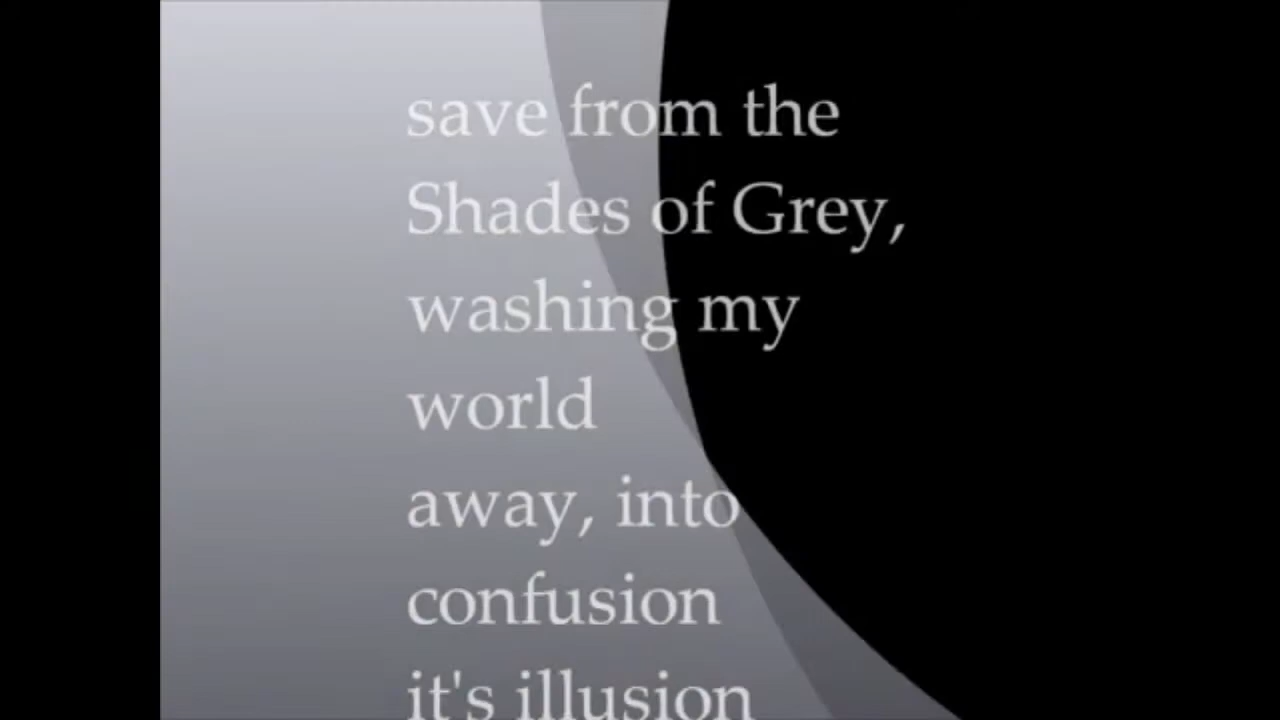 save from the
Shades of Grey,
washing my
world
away, into
confusion
it's illusion